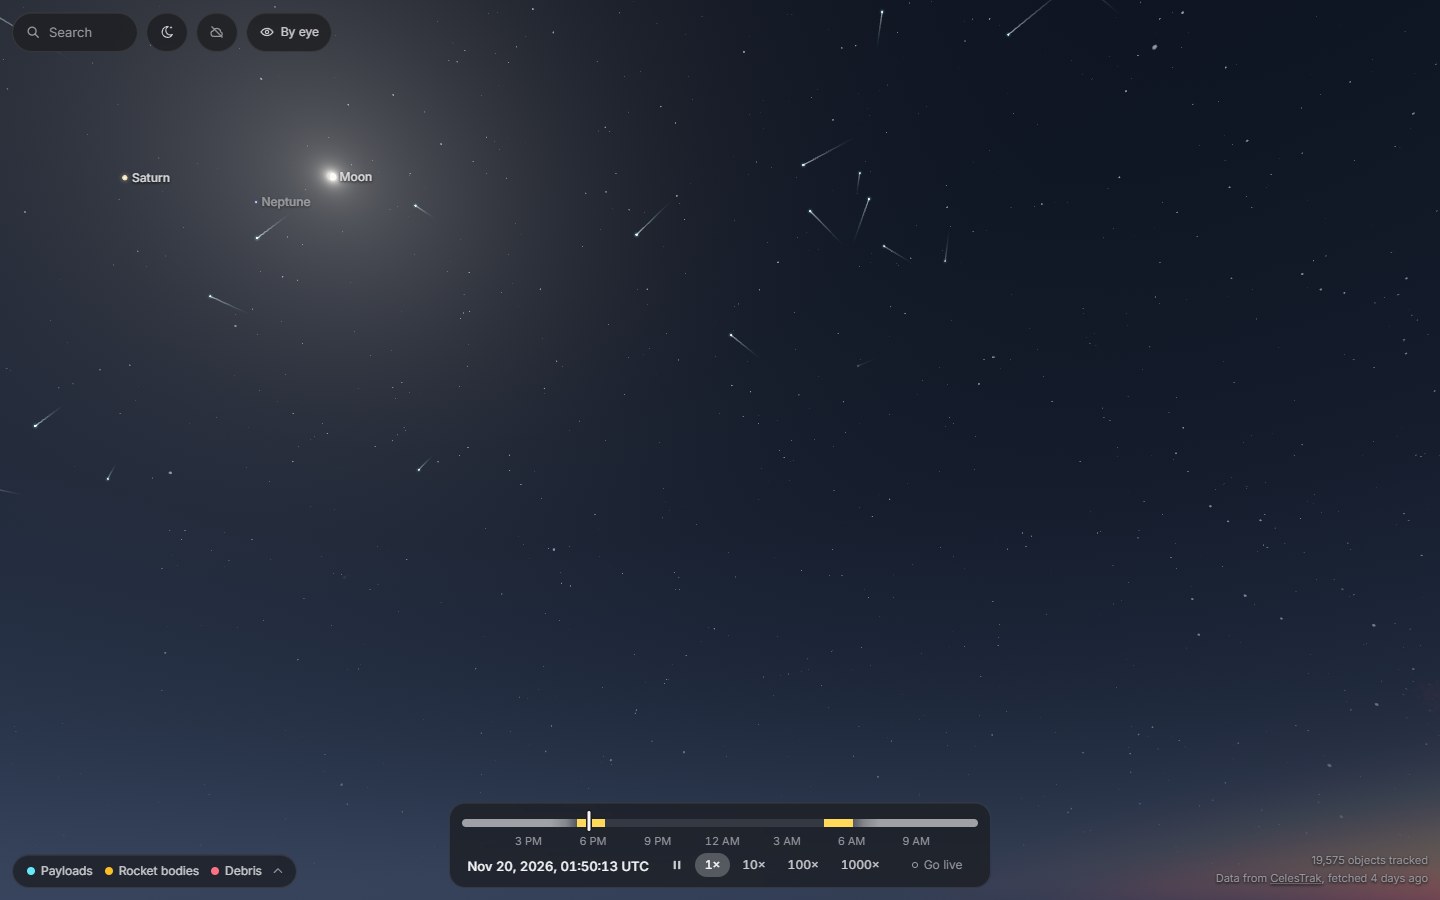 Search
By eye
Saturn
Moon
Neptune
3 PM 6 PM 9 PM 12 AM 3 AM 6 AM 9 AM
Nov 20, 2026, 01:50:13 UTC 1× 10× 100× 1000× Go live
Payloads Rocket bodies Debris
19,575 objects tracked
Data from CelesTrak, fetched 4 days ago